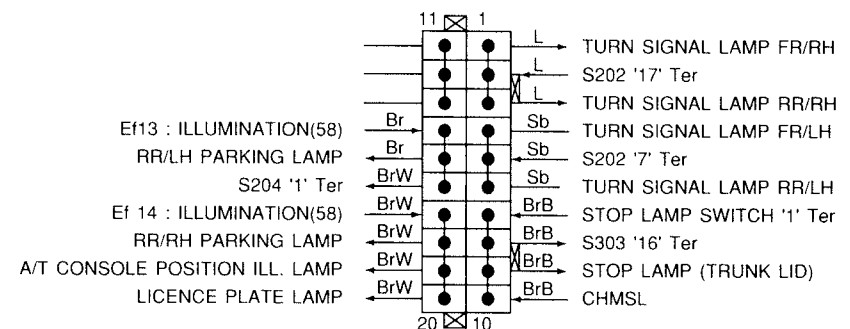 11 1
L TURN SIGNAL LAMP FR/RH
L S202 '17' Ter
L TURN SIGNAL LAMP RR/RH
Ef13 : ILLUMINATION(58) Br Sb TURN SIGNAL LAMP FR/LH
RR/LH PARKING LAMP Br Sb S202 '7' Ter
S204 '1' Ter BrW Sb TURN SIGNAL LAMP RR/LH
Ef 14 : ILLUMINATION(58) BrW BrB STOP LAMP SWITCH '1' Ter
RR/RH PARKING LAMP BrW BrB S303 '16' Ter
A/T CONSOLE POSITION ILL. LAMP BrW BrB STOP LAMP (TRUNK LID)
LICENCE PLATE LAMP BrW BrB CHMSL
20 10